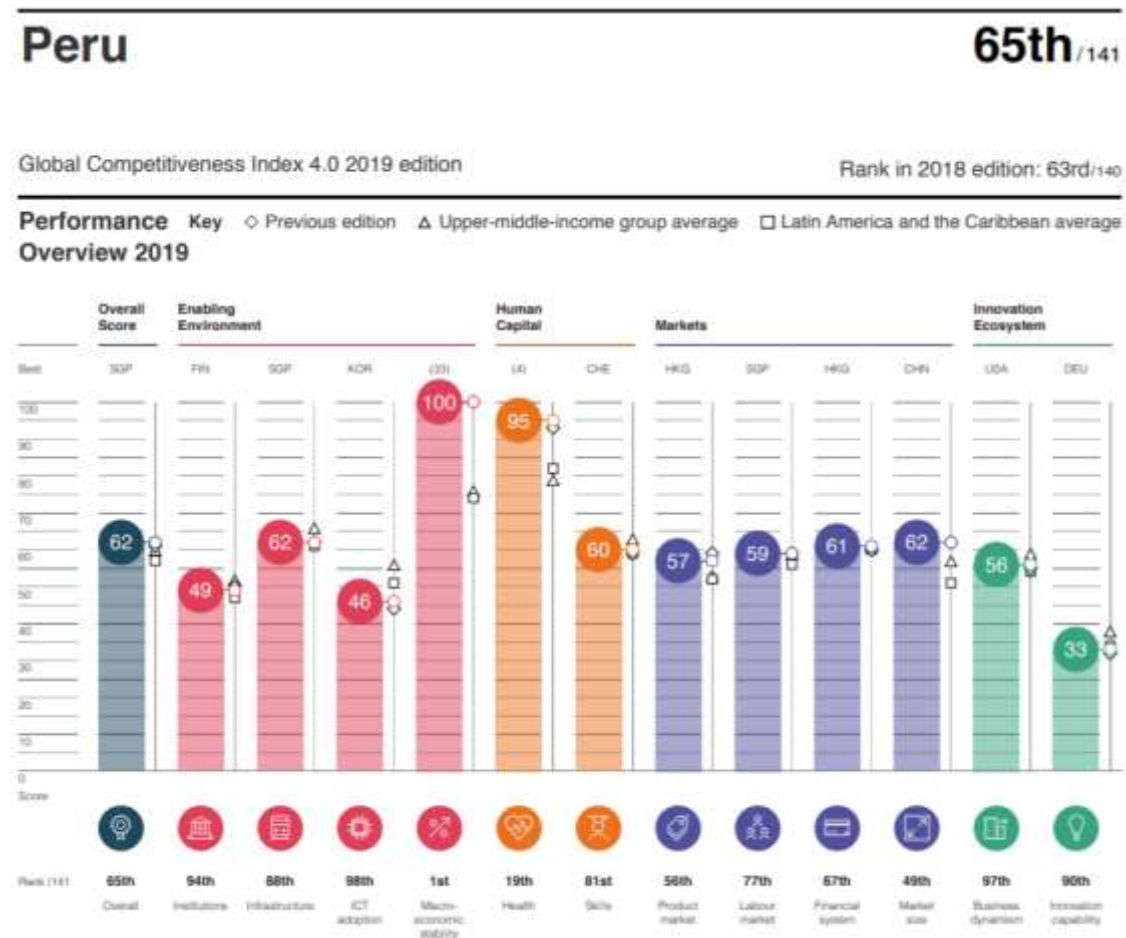 Peru
65th/141
Global Competitiveness Index 4.0 2019 edition
Rank in 2018 edition: 63rd/140
Performance Key ◇ Previous edition △ Upper-middle-income group average □ Latin America and the Caribbean average
Overview 2019
Overall Enabling Human Innovation
Score Environment Capital Markets Ecosystem
Best SGP FIN SGP KOR (33) (4) CHE HKG SGP HKG CHN USA DEU
100
90
80
70
60
50
40
30
20
10
0
Score
62 49 62 46 100 95 60 57 59 61 62 56 33
Rank /141 65th 94th 88th 98th 1st 19th 81st 56th 77th 67th 49th 97th 90th
Overall Institutions Infrastructure ICT Macro- Health Skills Product Labour Financial Market Business Innovation
adoption economic market market system size dynamism capability
stability